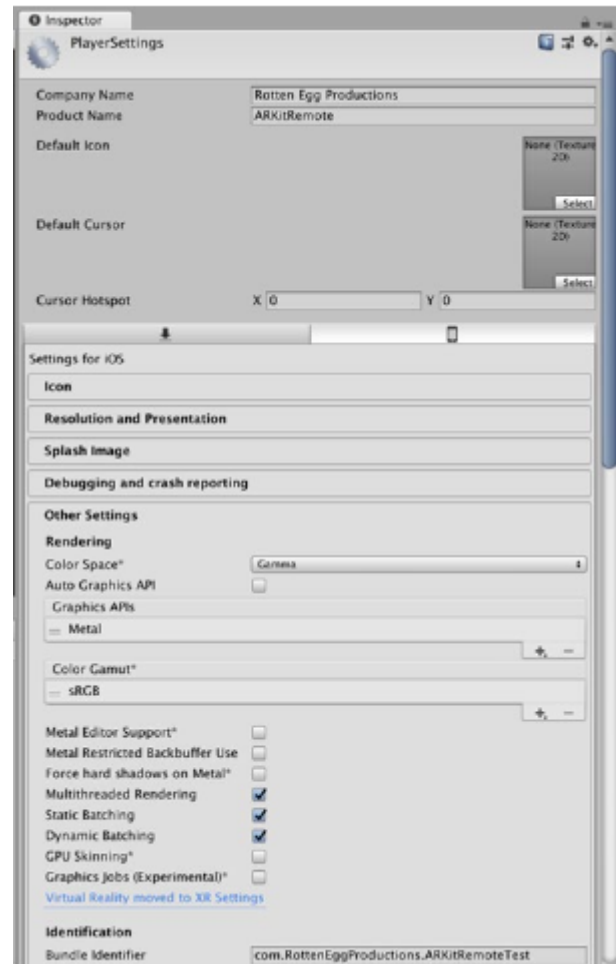 Inspector
PlayerSettings
Company Name Rotten Egg Productions
Product Name ARKitRemote
Default Icon
None (Texture
2D)
Select
Default Cursor
None (Texture
2D)
Select
Cursor Hotspot X 0 Y 0
Settings for iOS
Icon
Resolution and Presentation
Splash Image
Debugging and crash reporting
Other Settings
Rendering
Color Space* Gamma
Auto Graphics API
Graphics APIs
= Metal
+ −
Color Gamut*
= sRGB
+ −
Metal Editor Support*
Metal Restricted Backbuffer Use
Force hard shadows on Metal*
Multithreaded Rendering
Static Batching
Dynamic Batching
GPU Skinning*
Graphics Jobs (Experimental)*
Virtual Reality moved to XR Settings
Identification
Bundle Identifier com.RottenEggProductions.ARKitRemoteTest